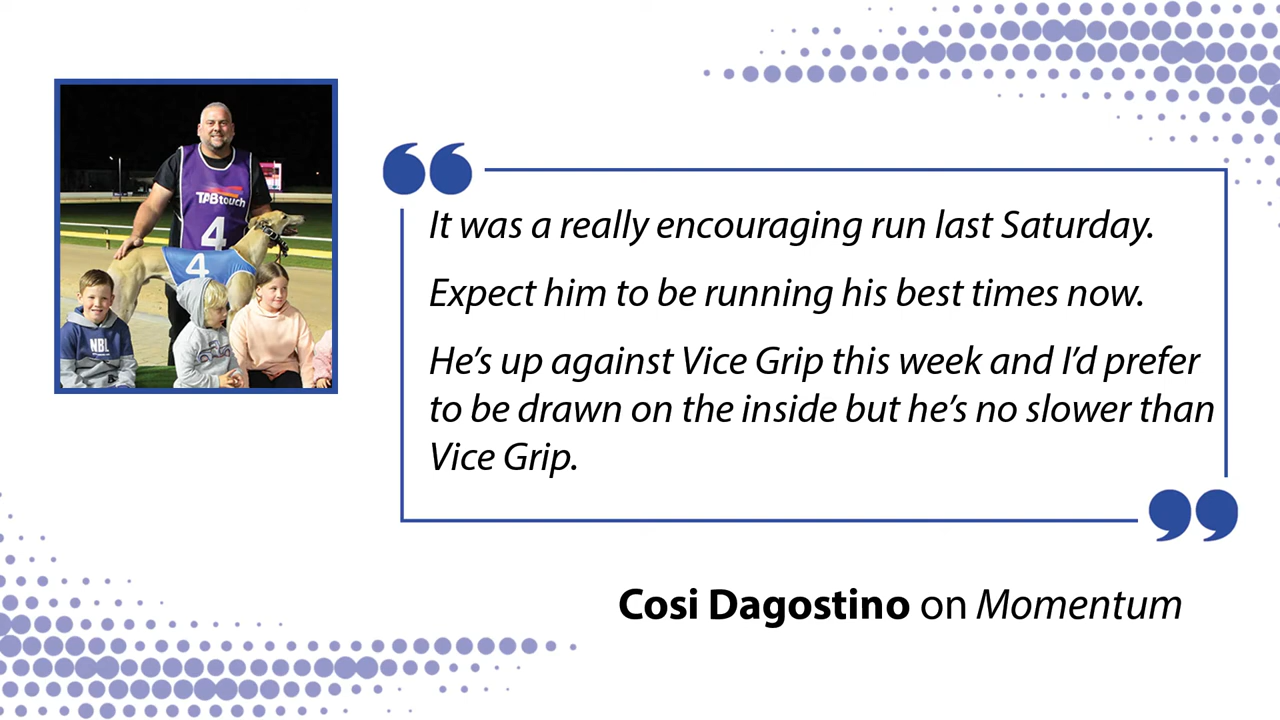 TABtouch
4
4
NBL
It was a really encouraging run last Saturday.
Expect him to be running his best times now.
He’s up against Vice Grip this week and I’d prefer
to be drawn on the inside but he’s no slower than
Vice Grip.
Cosi Dagostino on Momentum